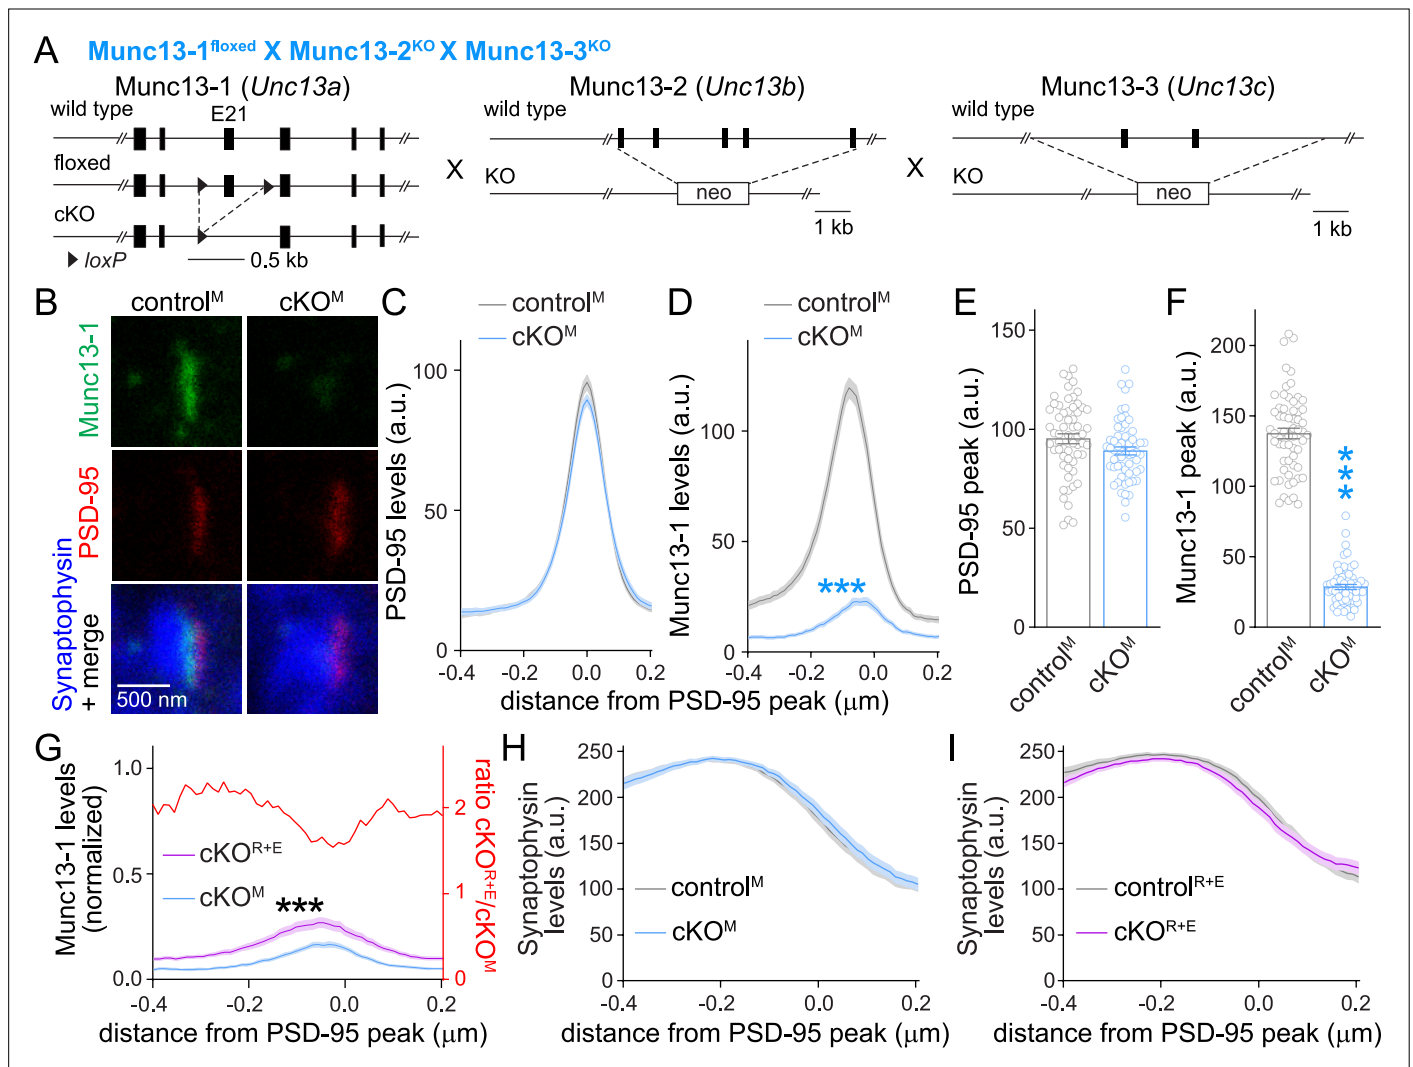 A
Munc13-1floxed X Munc13-2KO X Munc13-3KO
Munc13-1 (Unc13a)
wild type
E21
floxed
cKO
loxP
0.5 kb
X
Munc13-2 (Unc13b)
wild type
KO
neo
1 kb
X
Munc13-3 (Unc13c)
wild type
KO
neo
1 kb
B
controlM
cKOM
Munc13-1
PSD-95
Synaptophysin
+ merge
500 nm
C
controlM
cKOM
PSD-95 levels (a.u.)
100
50
0
-0.4
-0.2
0.0
0.2
D
controlM
cKOM
Munc13-1 levels (a.u.)
100
50
0
***
-0.4
-0.2
0.0
0.2
distance from PSD-95 peak (μm)
E
PSD-95 peak (a.u.)
150
100
50
0
controlM
cKOM
F
Munc13-1 peak (a.u.)
200
150
100
50
0
***
controlM
cKOM
G
Munc13-1 levels
(normalized)
1.0
0.5
0.0
cKOR+E
cKOM
***
2
1
0
ratio cKOR+E/cKOM
-0.4
-0.2
0.0
0.2
distance from PSD-95 peak (μm)
H
Synaptophysin
levels (a.u.)
250
200
150
100
50
0
controlM
cKOM
-0.4
-0.2
0.0
0.2
distance from PSD-95 peak (μm)
I
Synaptophysin
levels (a.u.)
250
200
150
100
50
0
controlR+E
cKOR+E
-0.4
-0.2
0.0
0.2
distance from PSD-95 peak (μm)